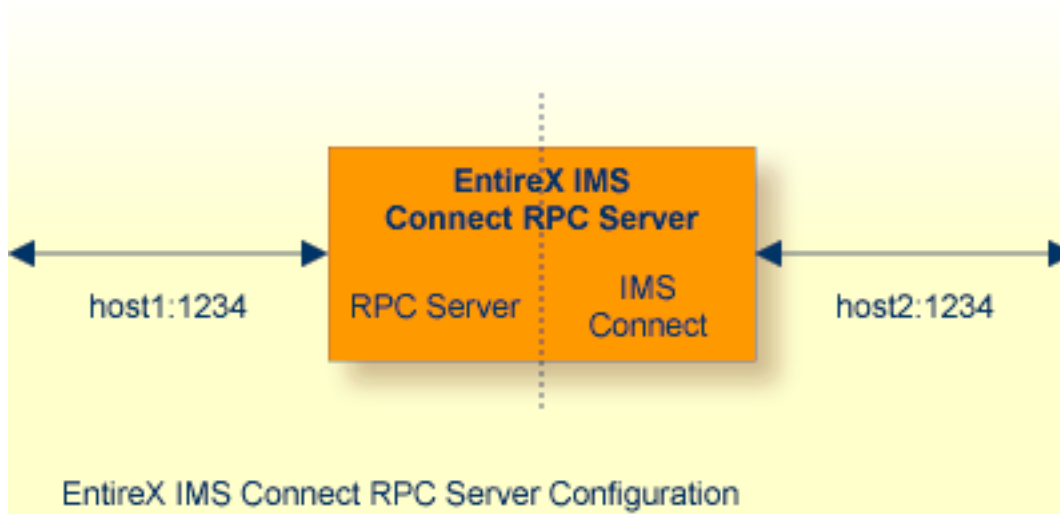 EntireX IMS
Connect RPC Server
host1:1234
RPC Server
IMS
Connect
host2:1234
EntireX IMS Connect RPC Server Configuration